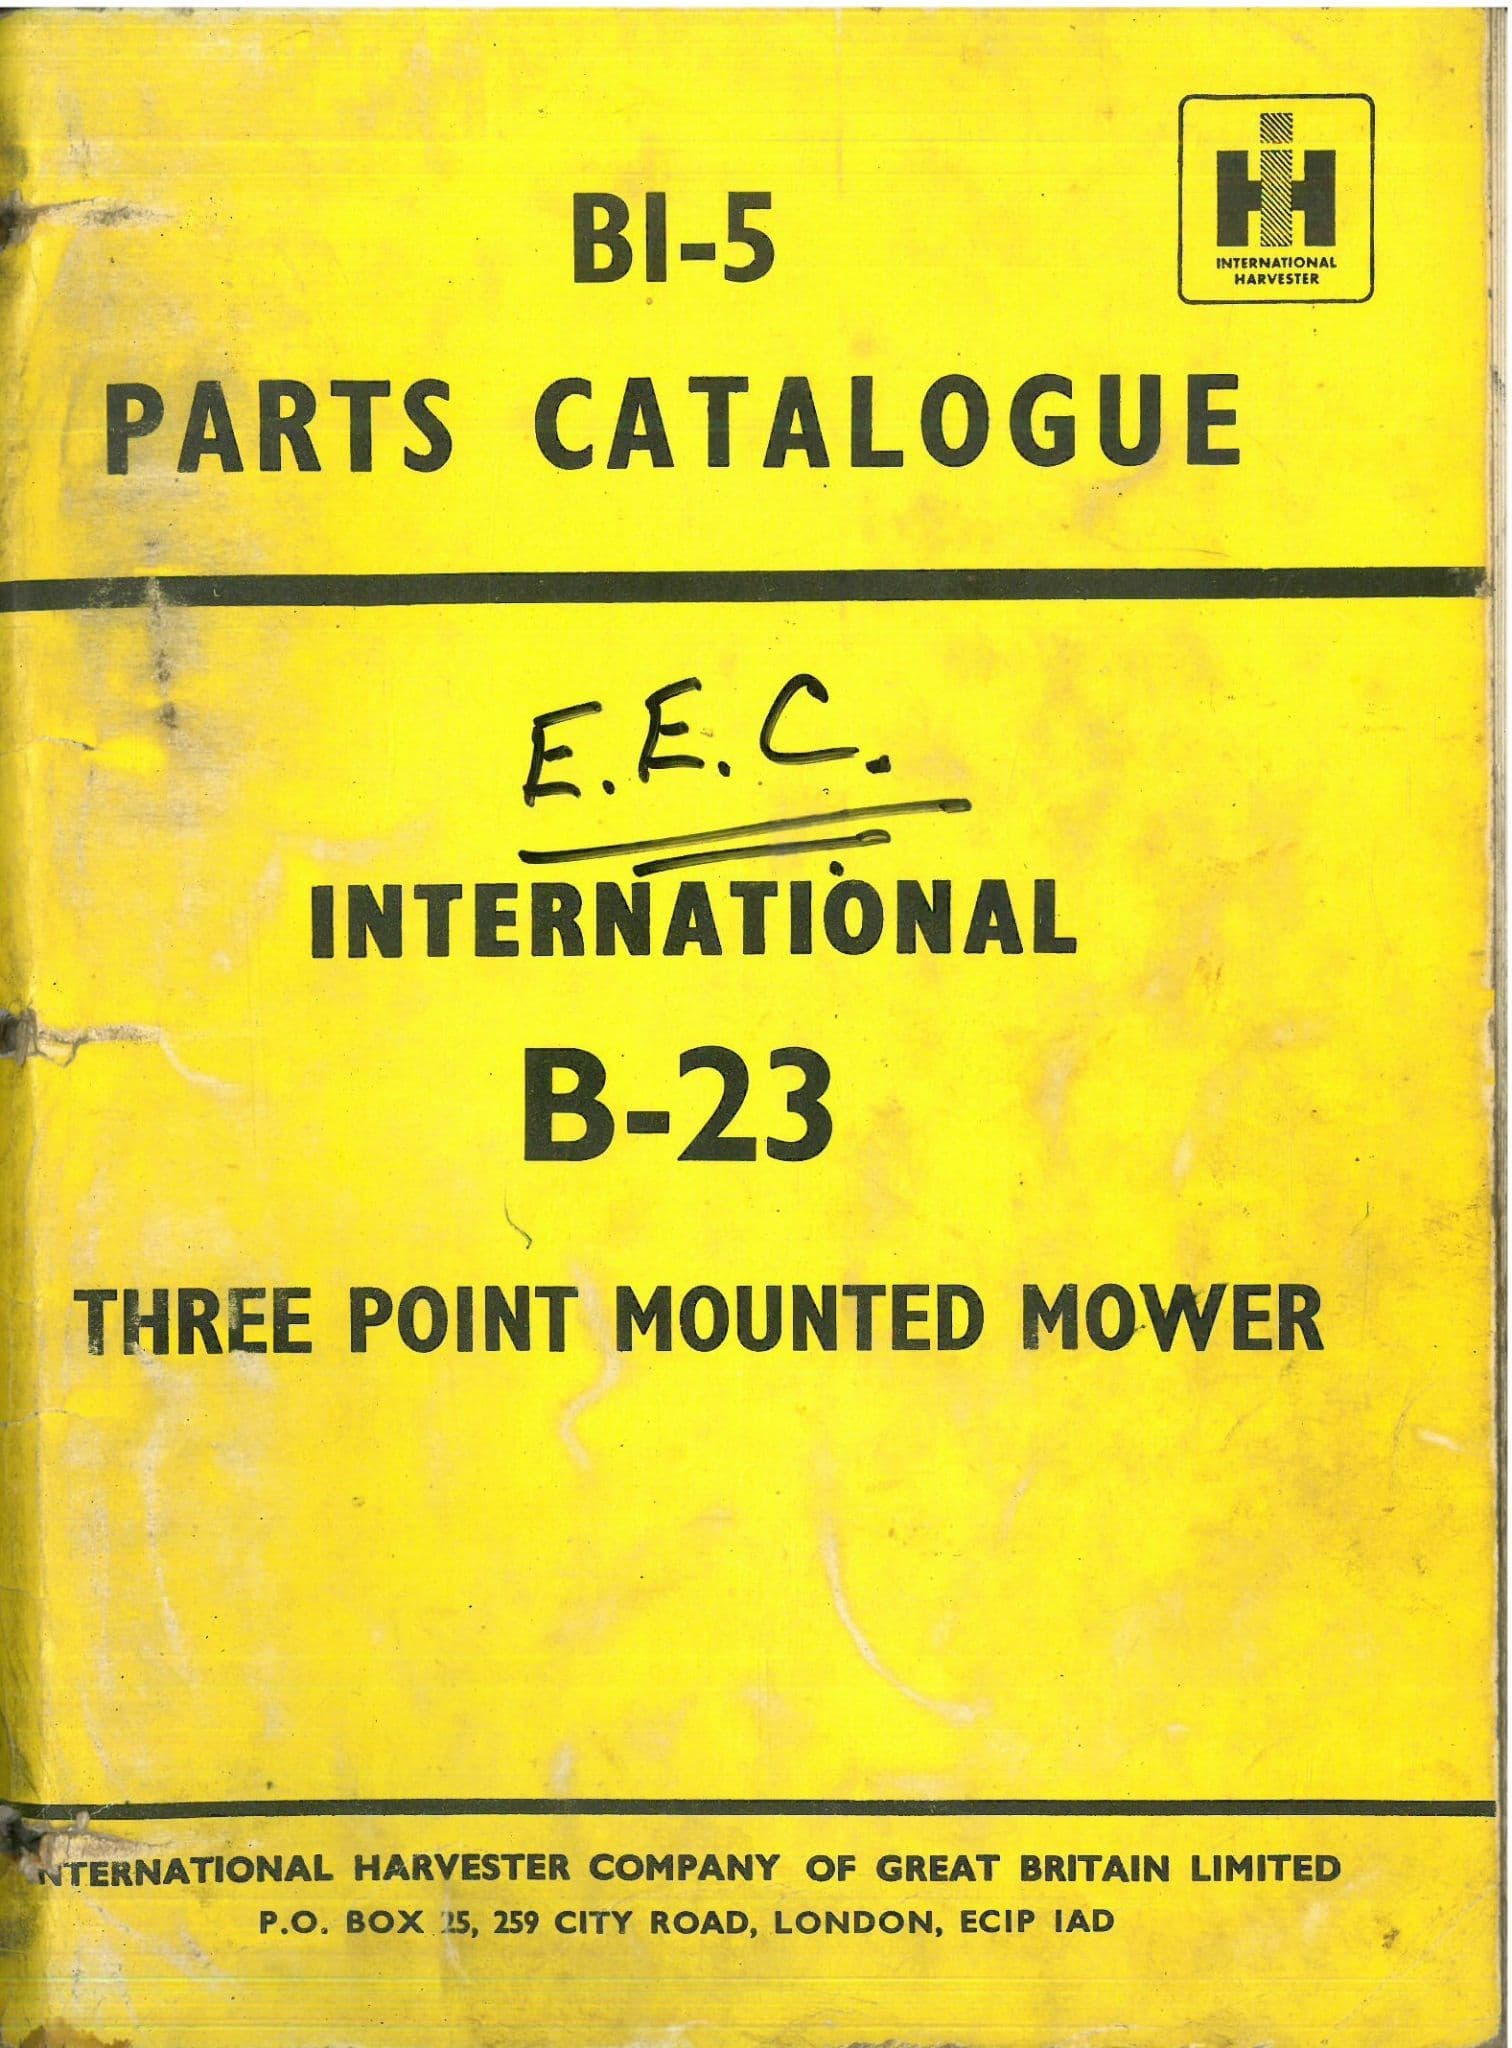 BI-5
IH
INTERNATIONAL
HARVESTER
PARTS CATALOGUE
E.E.C.
INTERNATIONAL
B-23
THREE POINT MOUNTED MOWER
INTERNATIONAL HARVESTER COMPANY OF GREAT BRITAIN LIMITED
P.O. BOX 25, 259 CITY ROAD, LONDON, ECIP IAD